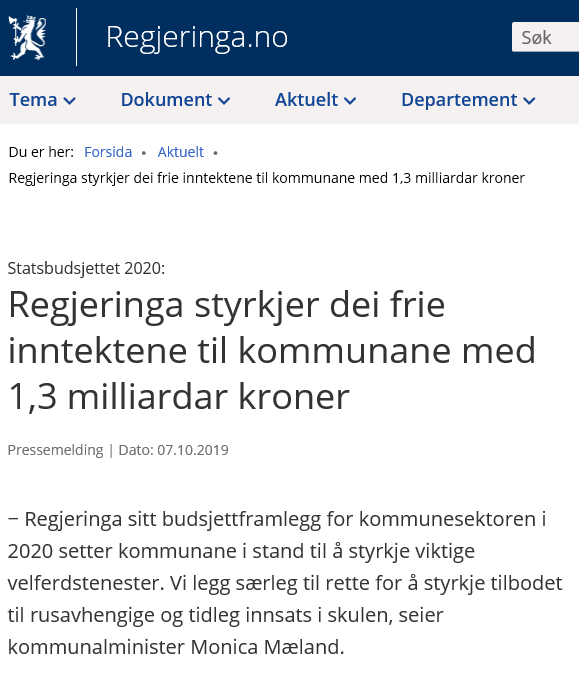 Regjeringa.no
Søk
Tema
Dokument
Aktuelt
Departement
Du er her: Forsida • Aktuelt •
Regjeringa styrkjer dei frie inntektene til kommunane med 1,3 milliardar kroner
Statsbudsjettet 2020:
Regjeringa styrkjer dei frie
inntektene til kommunane med
1,3 milliardar kroner
Pressemelding | Dato: 07.10.2019
− Regjeringa sitt budsjettframlegg for kommunesektoren i
2020 setter kommunane i stand til å styrkje viktige
velferdstenester. Vi legg særleg til rette for å styrkje tilbodet
til rusavhengige og tidleg innsats i skulen, seier
kommunalminister Monica Mæland.